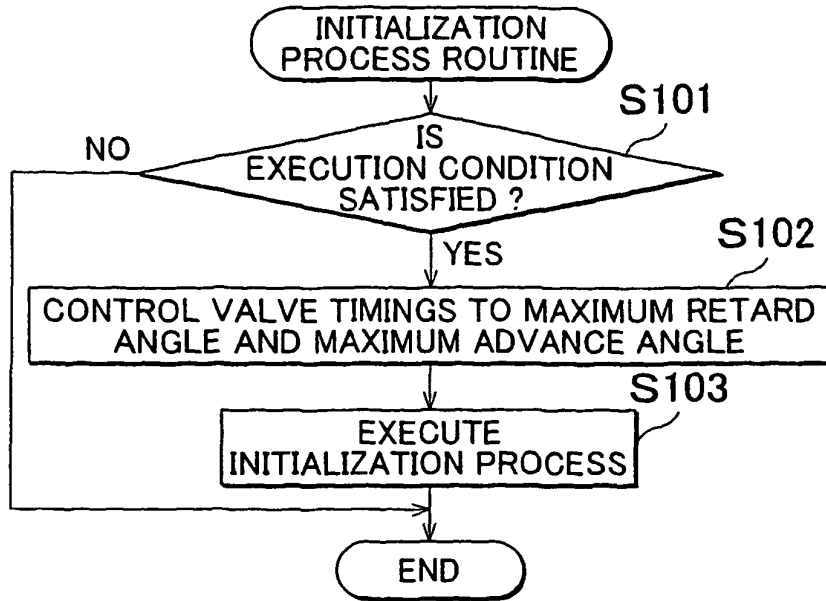 INITIALIZATION
PROCESS ROUTINE
S101
NO
IS
EXECUTION CONDITION
SATISFIED ?
YES
S102
CONTROL VALVE TIMINGS TO MAXIMUM RETARD
ANGLE AND MAXIMUM ADVANCE ANGLE
S103
EXECUTE
INITIALIZATION PROCESS
END